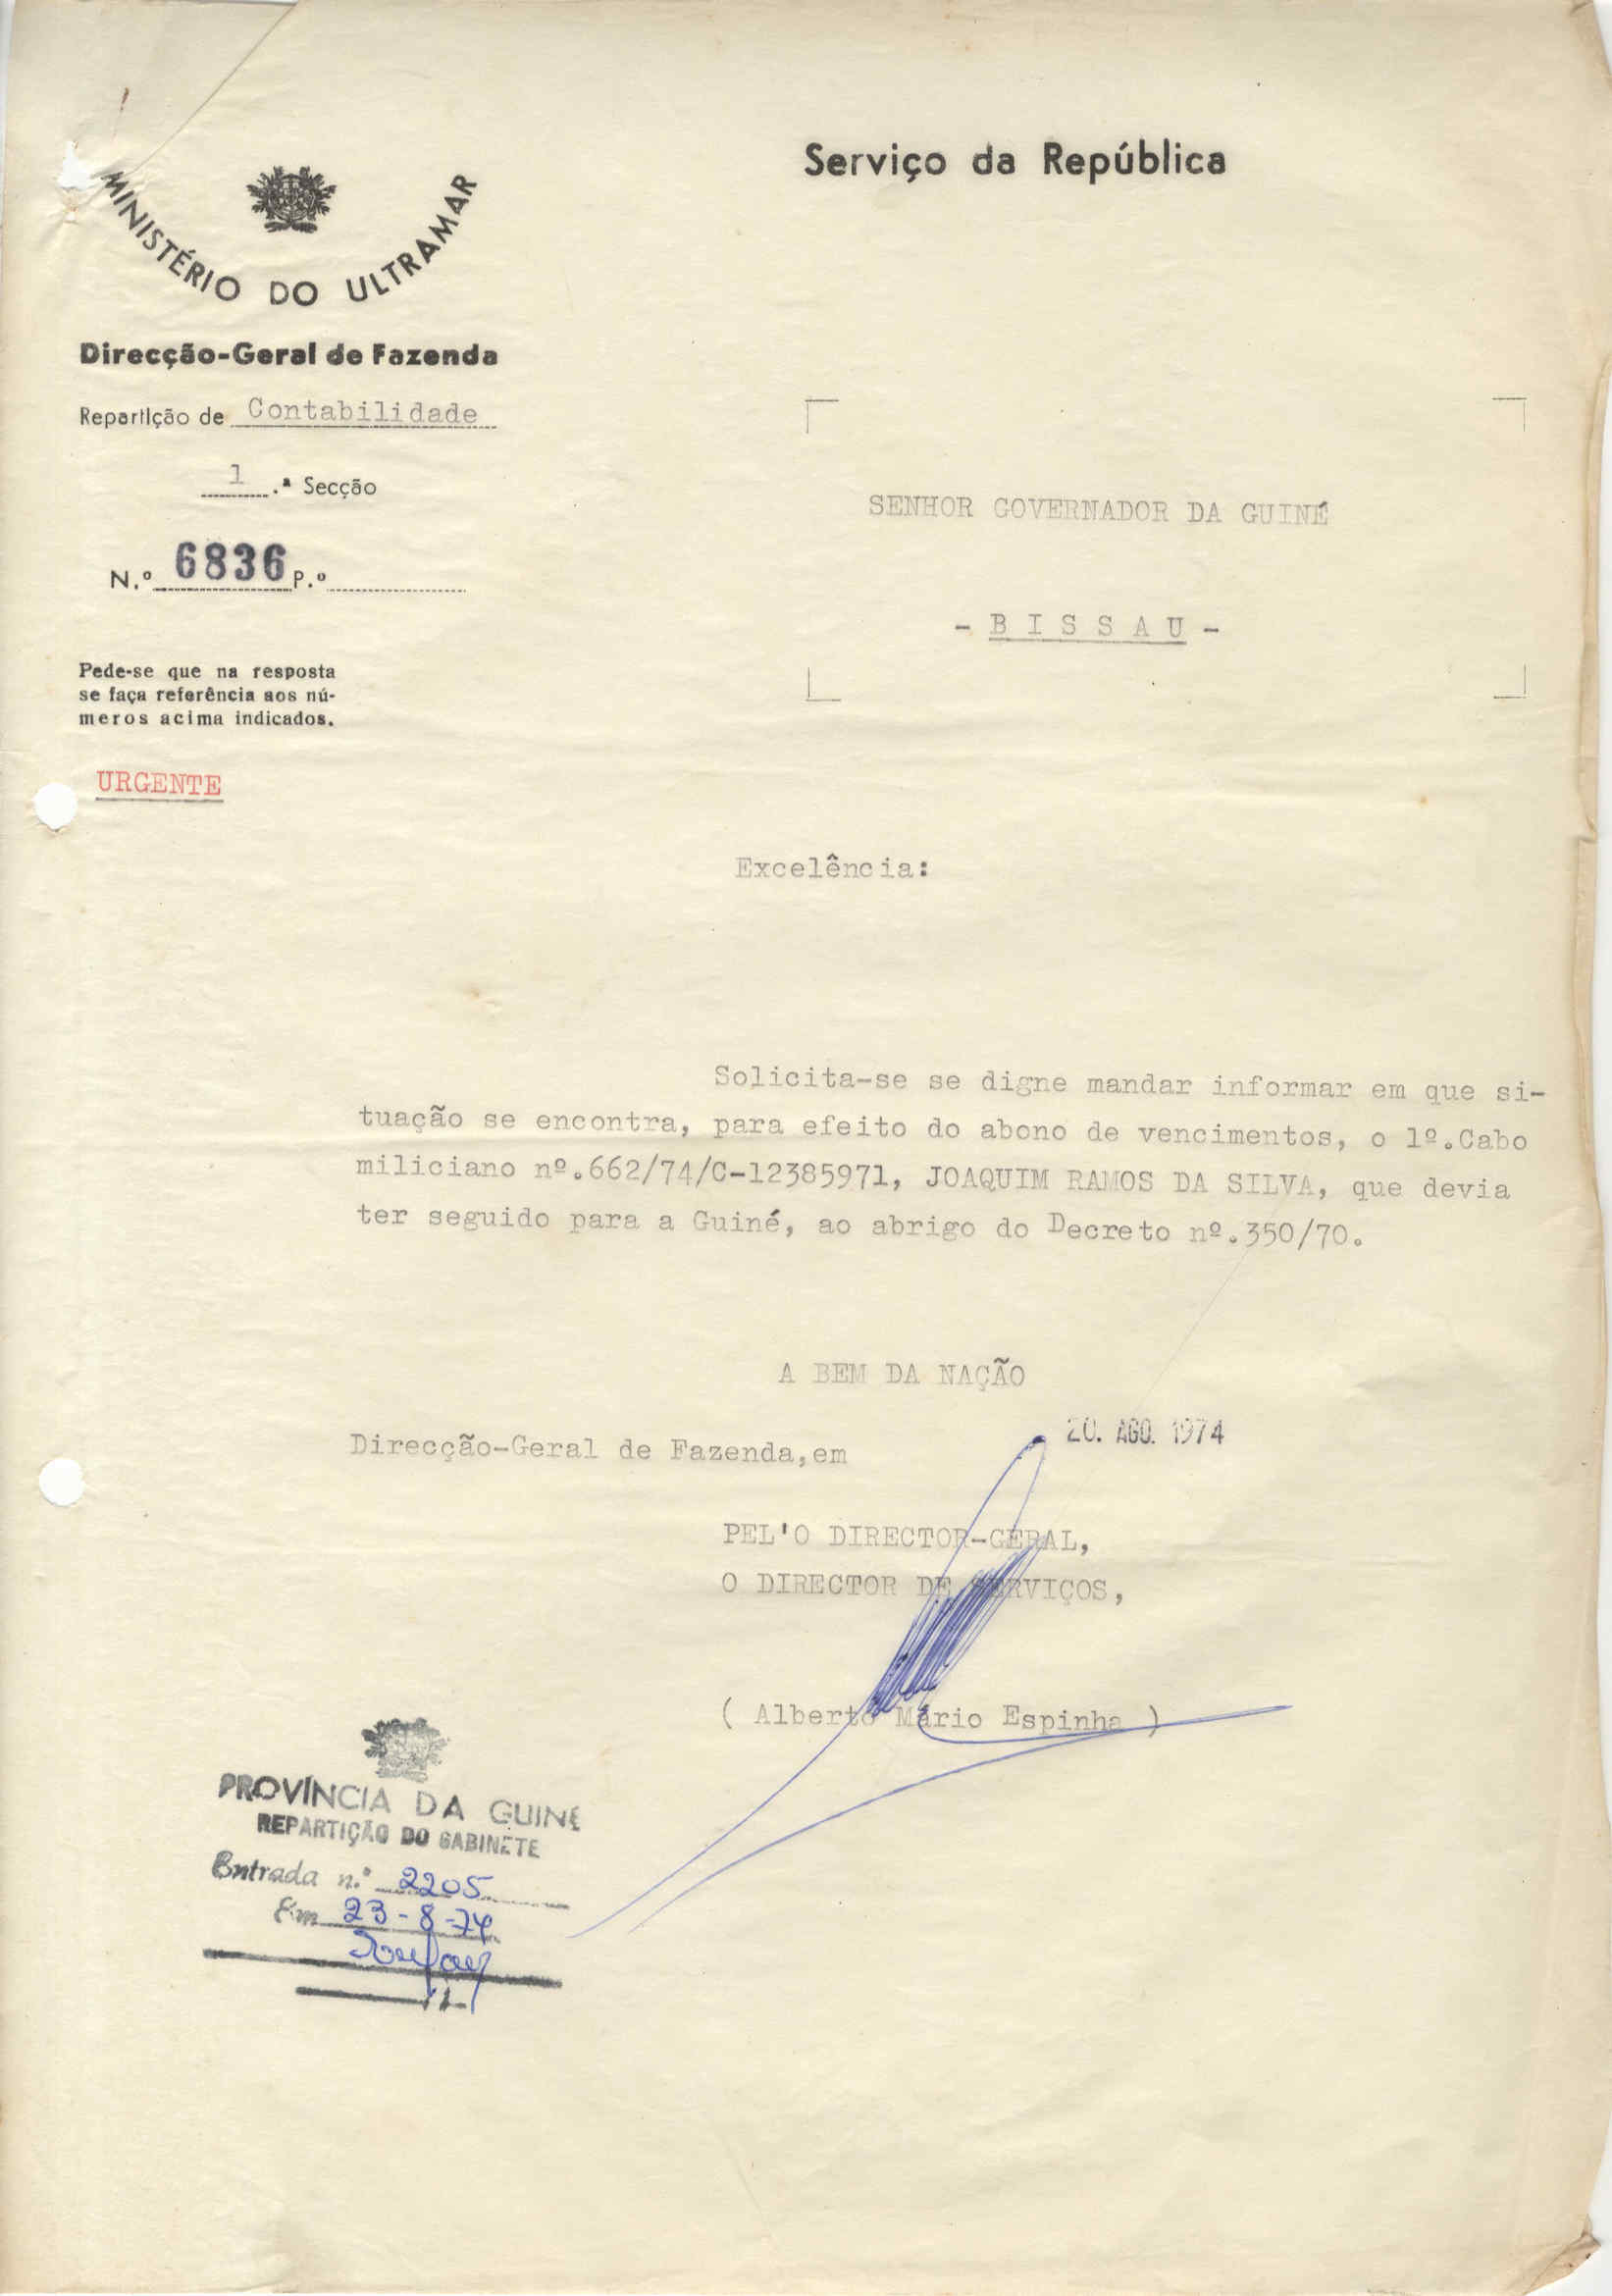 Serviço da República
MINISTÉRIO DO ULTRAMAR
Direcção-Geral de Fazenda
Repartição de Contabilidade
1.ª Secção
N.º 6836 P.º
Pede-se que na resposta
se faça referência aos nú-
meros acima indicados.
SENHOR GOVERNADOR DA GUINÉ
- B I S S A U -
URGENTE
Excelência:
Solicita-se se digne mandar informar em que si-
tuação se encontra, para efeito do abono de vencimentos, o 1º.Cabo
miliciano nº.662/74/C-12385971, JOAQUIM RAMOS DA SILVA, que devia
ter seguido para a Guiné, ao abrigo do Decreto nº.350/70.
A BEM DA NAÇÃO
Direcção-Geral de Fazenda,em 20. AGO. 1974
PEL'O DIRECTOR-GERAL,
O DIRECTOR DE SERVIÇOS,
( Alberto Mário Espinha )
PROVÍNCIA DA GUINÉ
REPARTIÇÃO DO GABINETE
Entrada n.º 2205
Em 23-8-74